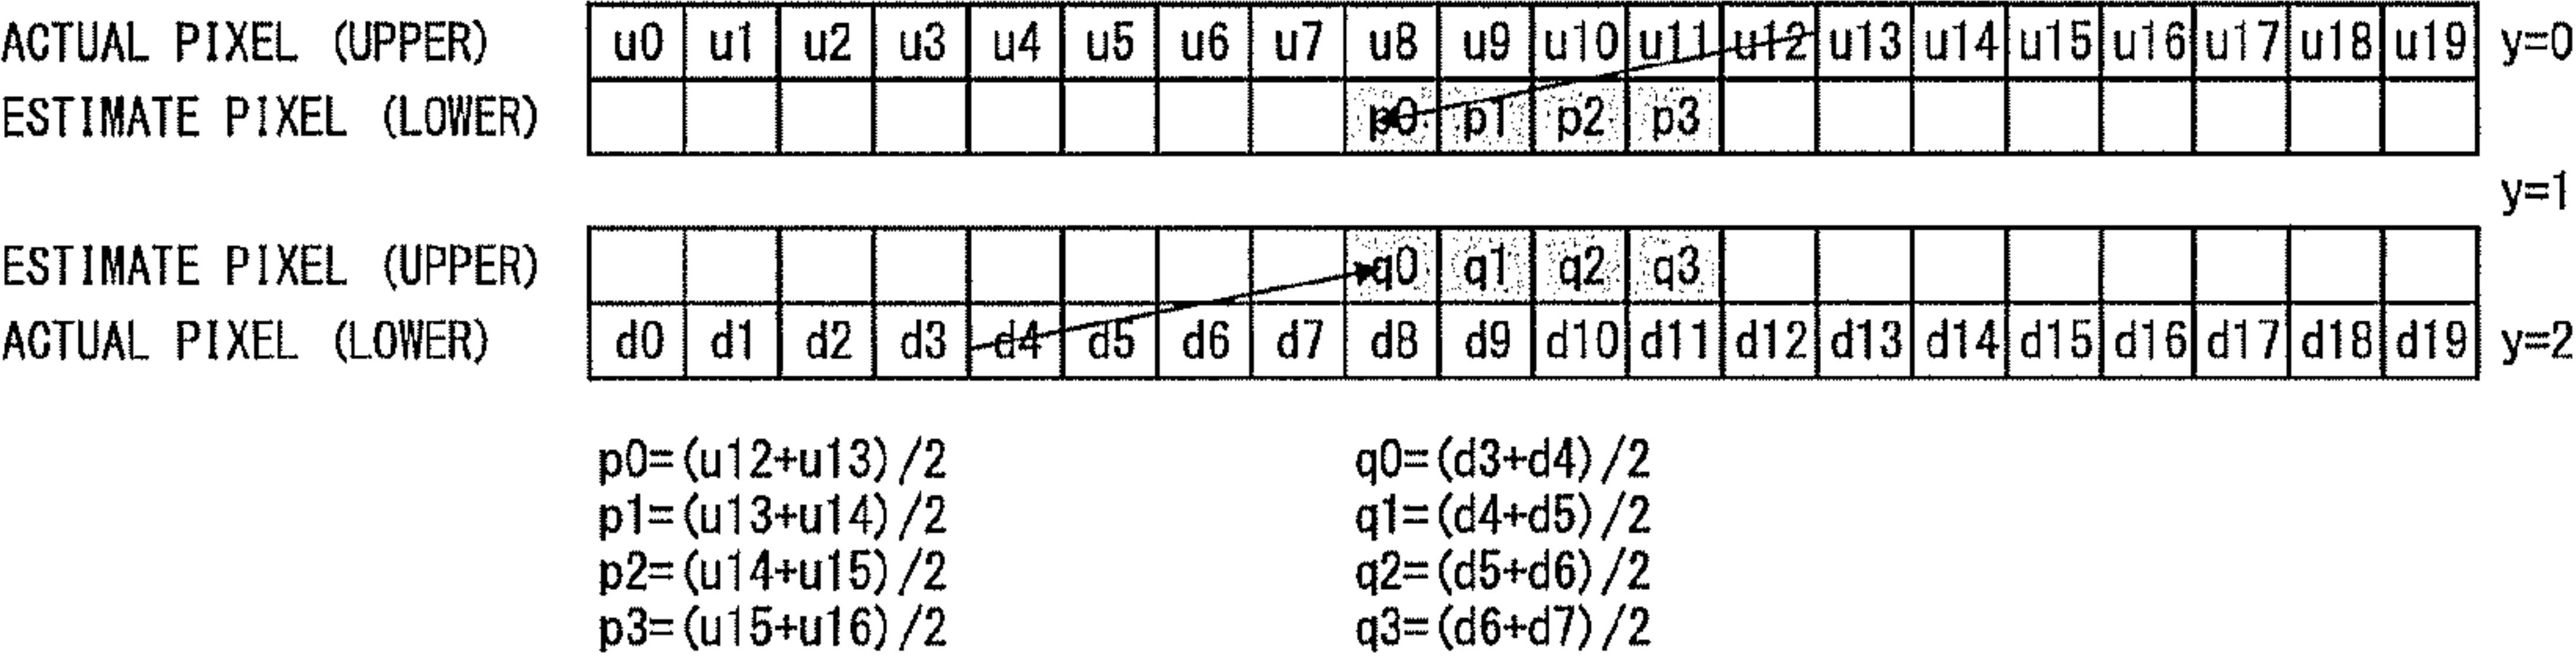 ACTUAL PIXEL (UPPER) u0 u1 u2 u3 u4 u5 u6 u7 u8 u9 u10 u11 u12 u13 u14 u15 u16 u17 u18 u19 y=0
ESTIMATE PIXEL (LOWER) p0 p1 p2 p3
y=1
ESTIMATE PIXEL (UPPER) q0 q1 q2 q3
ACTUAL PIXEL (LOWER) d0 d1 d2 d3 d4 d5 d6 d7 d8 d9 d10 d11 d12 d13 d14 d15 d16 d17 d18 d19 y=2
p0=(u12+u13)/2 q0=(d3+d4)/2
p1=(u13+u14)/2 q1=(d4+d5)/2
p2=(u14+u15)/2 q2=(d5+d6)/2
p3=(u15+u16)/2 q3=(d6+d7)/2